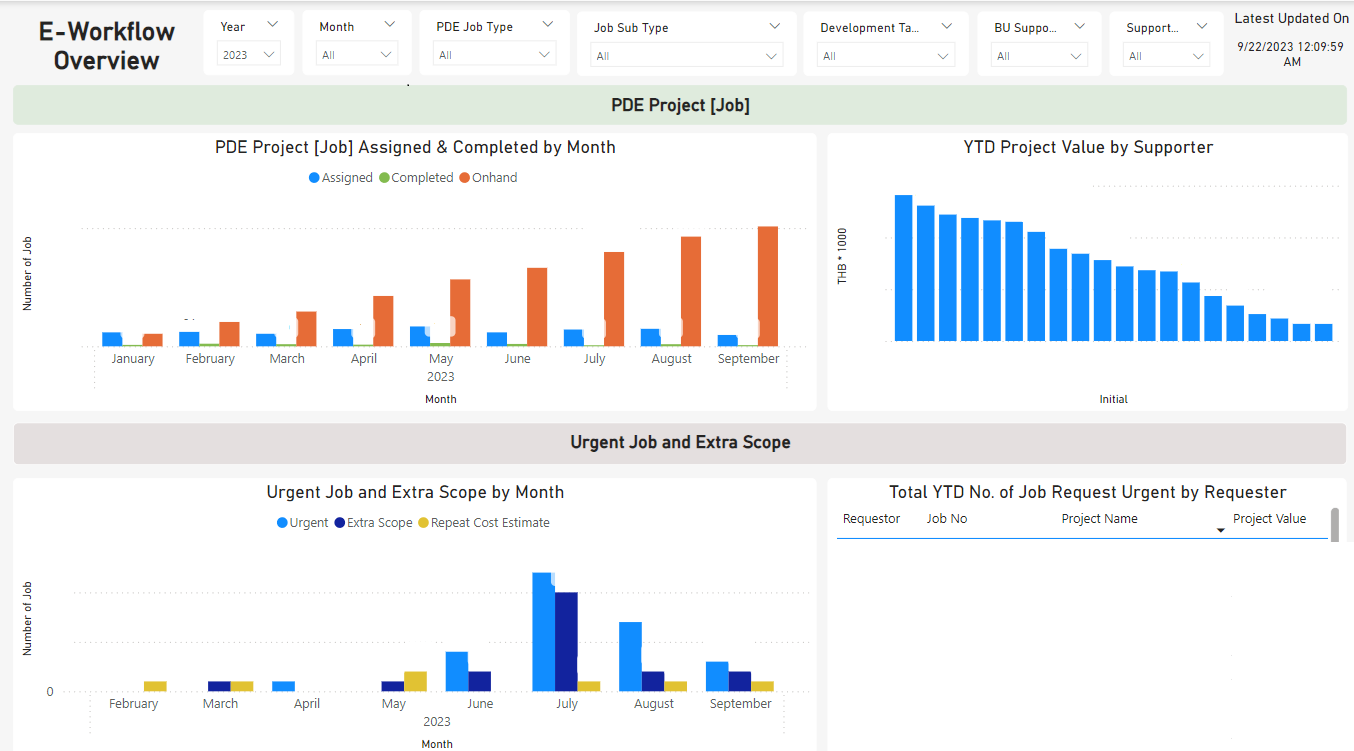 E-Workflow
Overview
Year
2023
Month
All
PDE Job Type
All
Job Sub Type
All
Development Ta...
All
BU Suppo...
All
Support...
All
Latest Updated On
9/22/2023 12:09:59
AM
PDE Project [Job]
PDE Project [Job] Assigned & Completed by Month
Assigned Completed Onhand
Number of Job
January February March April May June July August September
2023
Month
YTD Project Value by Supporter
THB * 1000
Initial
Urgent Job and Extra Scope
Urgent Job and Extra Scope by Month
Urgent Extra Scope Repeat Cost Estimate
Number of Job
0
February March April May June July August September
2023
Month
Total YTD No. of Job Request Urgent by Requester
Requestor Job No Project Name Project Value